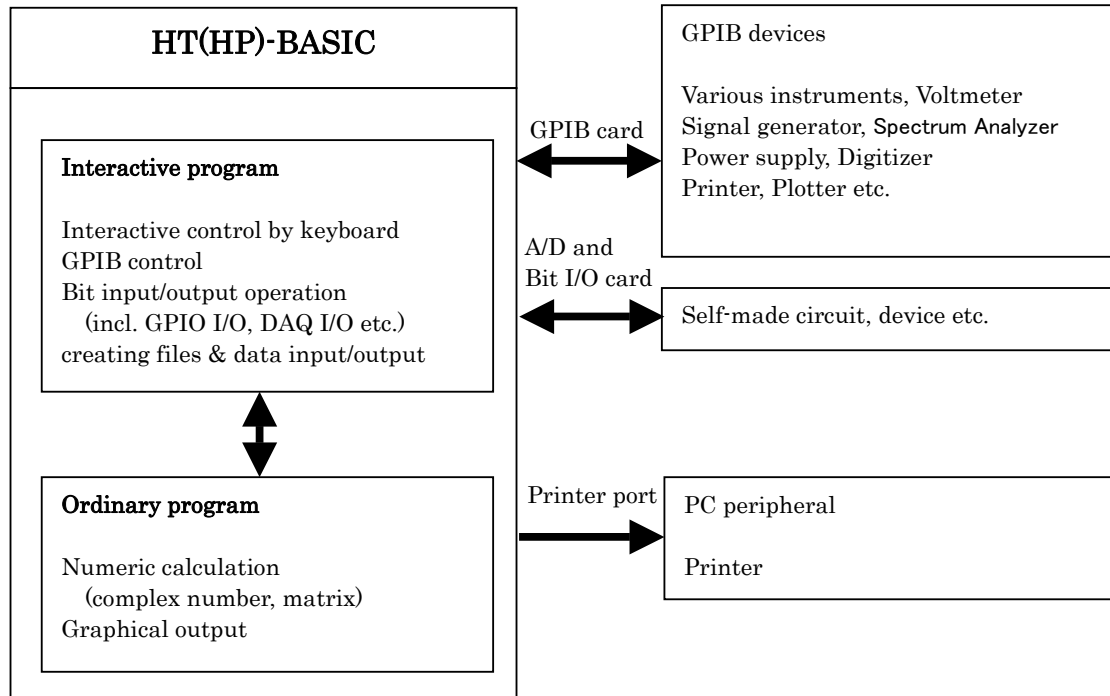 HT(HP)-BASIC
Interactive program
Interactive control by keyboard
GPIB control
Bit input/output operation
(incl. GPIO I/O, DAQ I/O etc.)
creating files & data input/output
Ordinary program
Numeric calculation
(complex number, matrix)
Graphical output
GPIB card
A/D and
Bit I/O card
Printer port
GPIB devices
Various instruments, Voltmeter
Signal generator, Spectrum Analyzer
Power supply, Digitizer
Printer, Plotter etc.
Self-made circuit, device etc.
PC peripheral
Printer